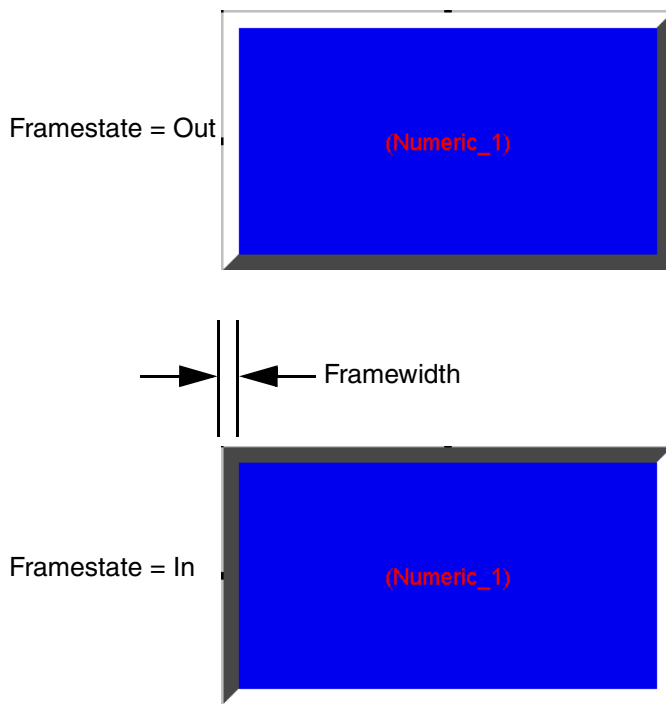 Framestate = Out
(Numeric_1)
Framewidth
Framestate = In
(Numeric_1)